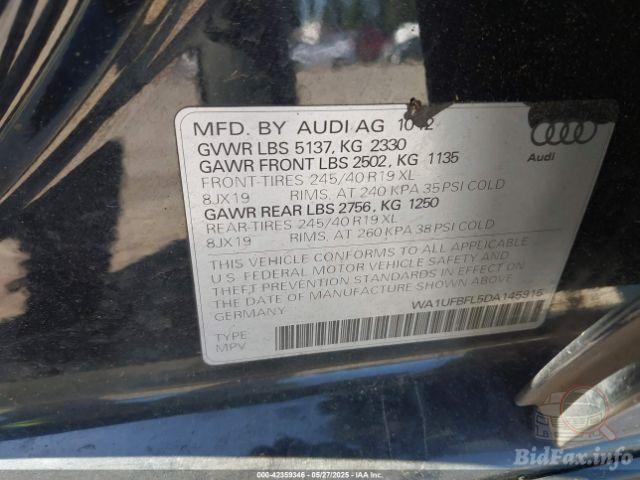 MFD. BY AUDI AG 10-12
GVWR LBS 5137, KG 2330
GAWR FRONT LBS 2502, KG 1135
FRONT-TIRES 245/40 R19 XL
8JX19 RIMS, AT 240 KPA 35 PSI COLD
GAWR REAR LBS 2756, KG 1250
REAR-TIRES 245/40 R19 XL
8JX19 RIMS, AT 260 KPA 38 PSI COLD
THIS VEHICLE CONFORMS TO ALL APPLICABLE
U.S. FEDERAL MOTOR VEHICLE SAFETY AND
THEFT PREVENTION STANDARDS IN EFFECT ON
THE DATE OF MANUFACTURE SHOWN ABOVE
GERMANY
WA1UFBFL5DA145915
TYPE:
MPV
Audi
BidFax.info
000-42359346 05/27/2025 IAA Inc.